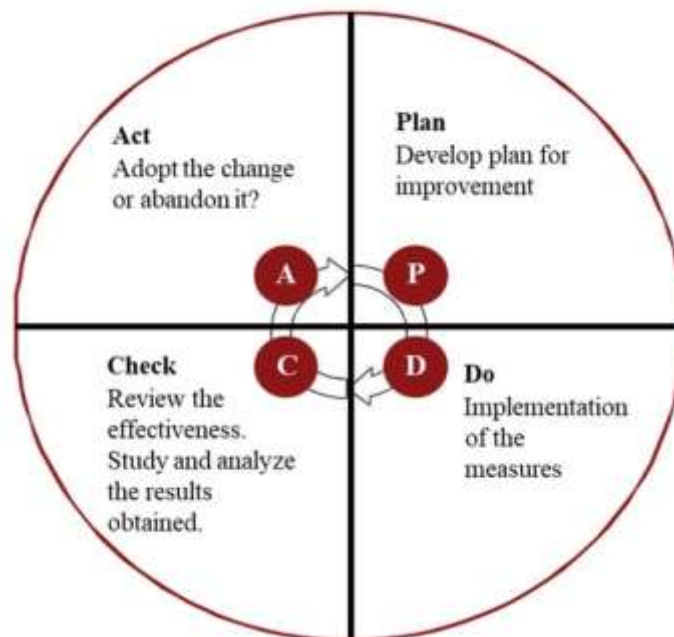 Act
Adopt the change
or abandon it?
Plan
Develop plan for
improvement
A
P
C
D
Check
Review the
effectiveness.
Study and analyze
the results
obtained.
Do
Implementation
of the
measures